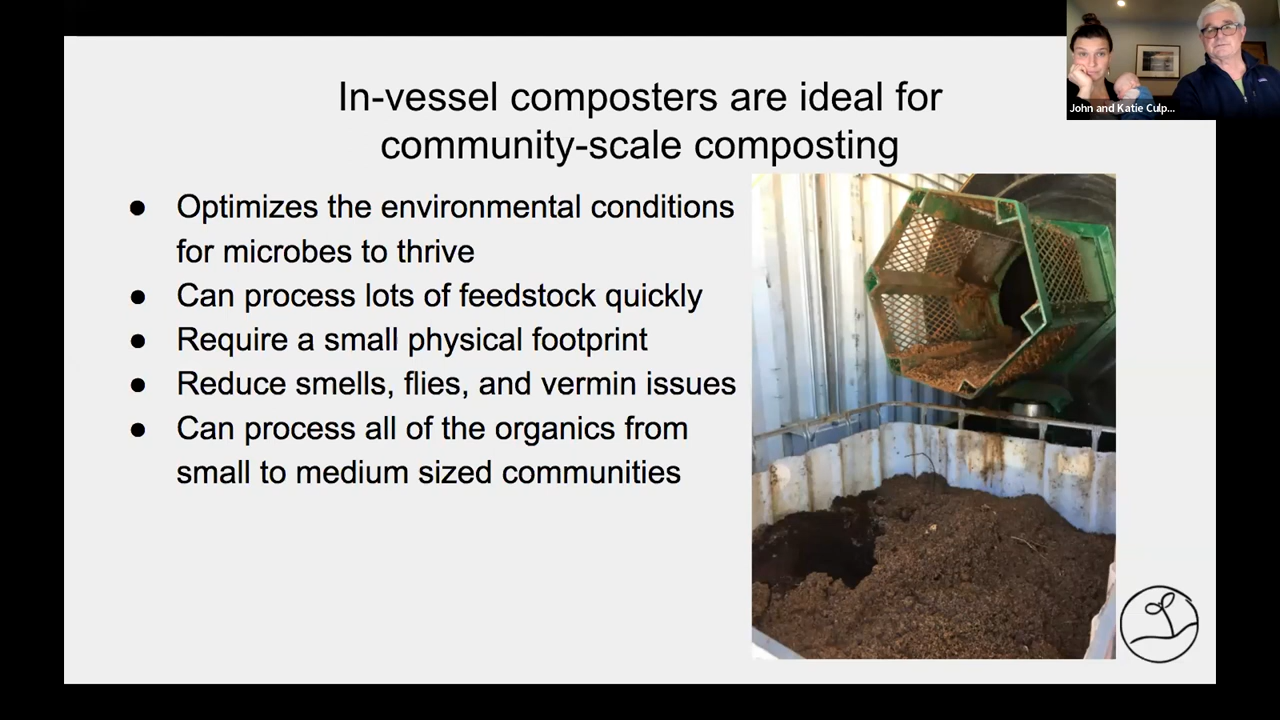 In-vessel composters are ideal for
community-scale composting
● Optimizes the environmental conditions
for microbes to thrive
● Can process lots of feedstock quickly
● Require a small physical footprint
● Reduce smells, flies, and vermin issues
● Can process all of the organics from
small to medium sized communities
John and Katie Culp...